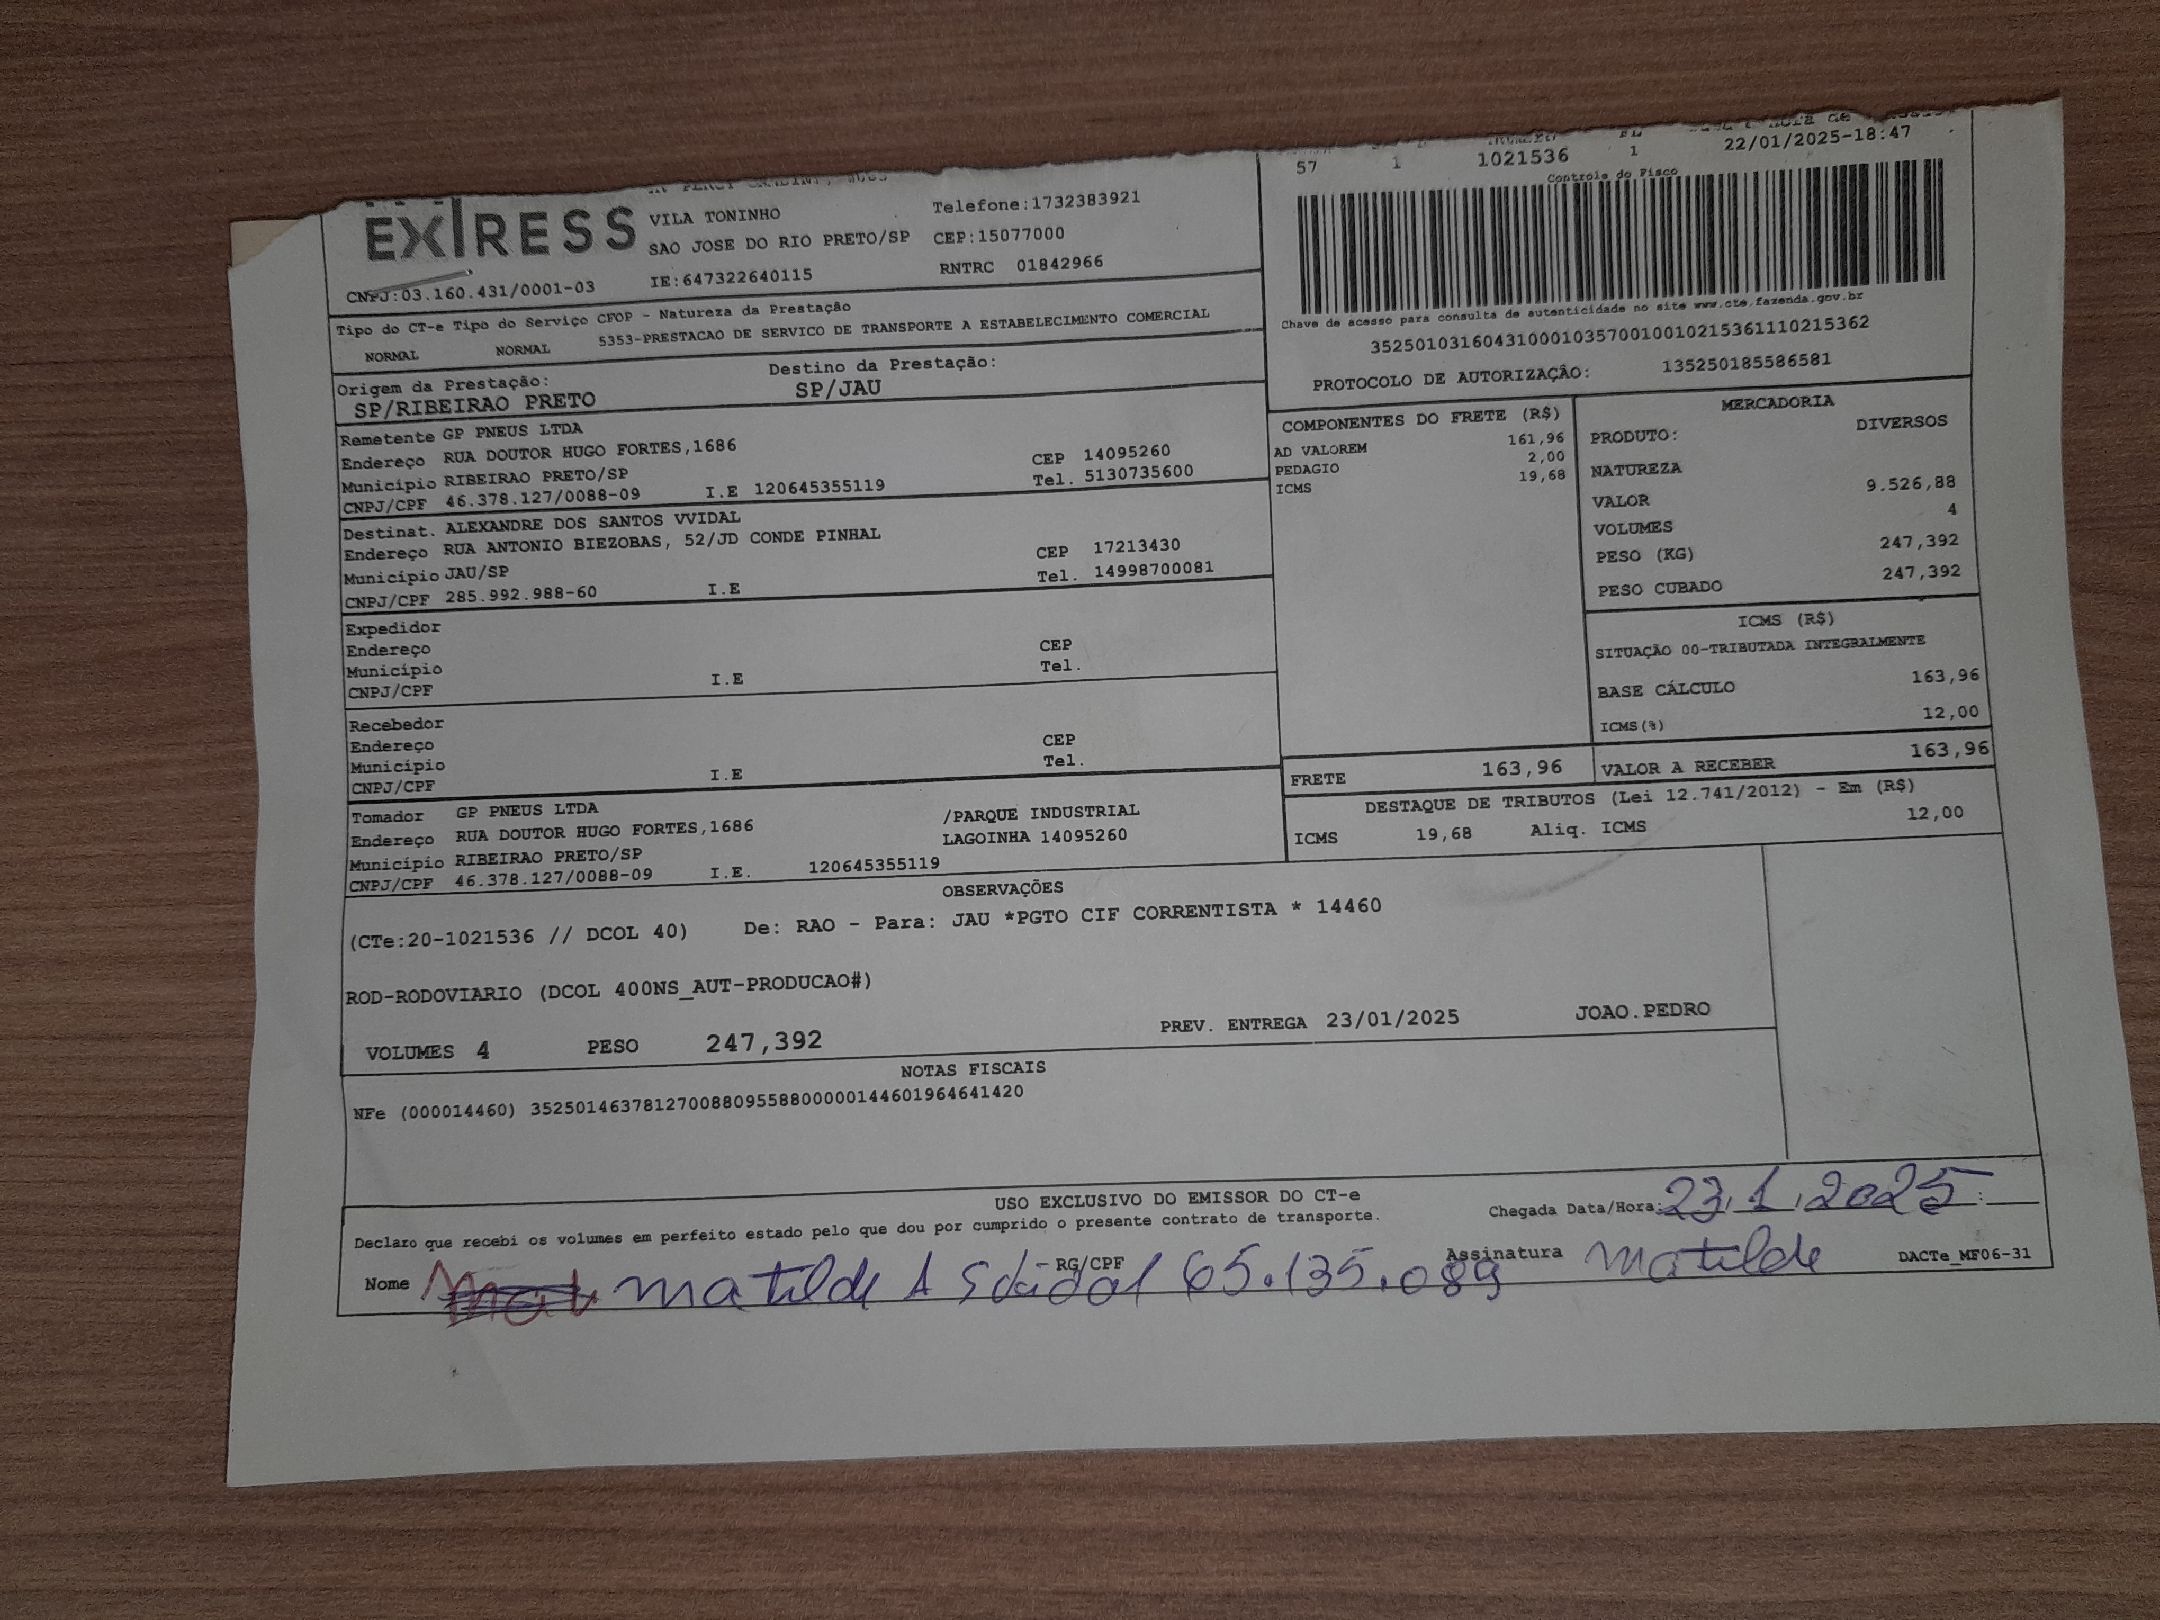 57 1 1021536 1 22/01/2025-18:47
Controle do Fisco
EXPRESS
VILA TONINHO Telefone:1732383921
SAO JOSE DO RIO PRETO/SP CEP:15077000
CNPJ:03.160.431/0001-03 IE:647322640115 RNTRC 01842966
Chave de acesso para consulta de autenticidade no site www.cte.fazenda.gov.br
35250103160431000103570010010215361110215362
PROTOCOLO DE AUTORIZAÇÃO: 135250185586581
Tipo do CT-e Tipo do Serviço CFOP - Natureza da Prestação
NORMAL NORMAL 5353-PRESTACAO DE SERVICO DE TRANSPORTE A ESTABELECIMENTO COMERCIAL
Origem da Prestação: Destino da Prestação:
SP/RIBEIRAO PRETO SP/JAU
Remetente GP PNEUS LTDA
Endereço RUA DOUTOR HUGO FORTES,1686 CEP 14095260
Município RIBEIRAO PRETO/SP Tel. 5130735600
CNPJ/CPF 46.378.127/0088-09 I.E 120645355119
Destinat. ALEXANDRE DOS SANTOS VVIDAL
Endereço RUA ANTONIO BIEZOBAS, 52/JD CONDE PINHAL CEP 17213430
Município JAU/SP Tel. 14998700081
CNPJ/CPF 285.992.988-60 I.E
Expedidor
Endereço CEP
Município Tel.
CNPJ/CPF I.E
Recebedor
Endereço CEP
Município Tel.
CNPJ/CPF I.E
Tomador GP PNEUS LTDA /PARQUE INDUSTRIAL
Endereço RUA DOUTOR HUGO FORTES,1686 LAGOINHA 14095260
Município RIBEIRAO PRETO/SP
CNPJ/CPF 46.378.127/0088-09 I.E. 120645355119
COMPONENTES DO FRETE (R$)
AD VALOREM 161,96
PEDAGIO 2,00
ICMS 19,68
MERCADORIA
PRODUTO: DIVERSOS
NATUREZA
VALOR 9.526,88
VOLUMES 4
PESO (KG) 247,392
PESO CUBADO 247,392
ICMS (R$)
SITUAÇÃO 00-TRIBUTADA INTEGRALMENTE
BASE CÁLCULO 163,96
ICMS(%) 12,00
FRETE 163,96 VALOR A RECEBER 163,96
DESTAQUE DE TRIBUTOS (Lei 12.741/2012) - Em (R$)
ICMS 19,68 Aliq. ICMS 12,00
OBSERVAÇÕES
(CTe:20-1021536 // DCOL 40) De: RAO - Para: JAU *PGTO CIF CORRENTISTA * 14460
ROD-RODOVIARIO (DCOL 400NS_AUT-PRODUCAO#)
VOLUMES 4 PESO 247,392 PREV. ENTREGA 23/01/2025 JOAO.PEDRO
NOTAS FISCAIS
NFe (000014460) 35250146378127008809558800000144601964641420
USO EXCLUSIVO DO EMISSOR DO CT-e
Declaro que recebi os volumes em perfeito estado pelo que dou por cumprido o presente contrato de transporte. Chegada Data/Hora: 23,1,2025 :
Nome matilde A RG/CPF 65.135.089 Assinatura matilde DACTe_MF06-31